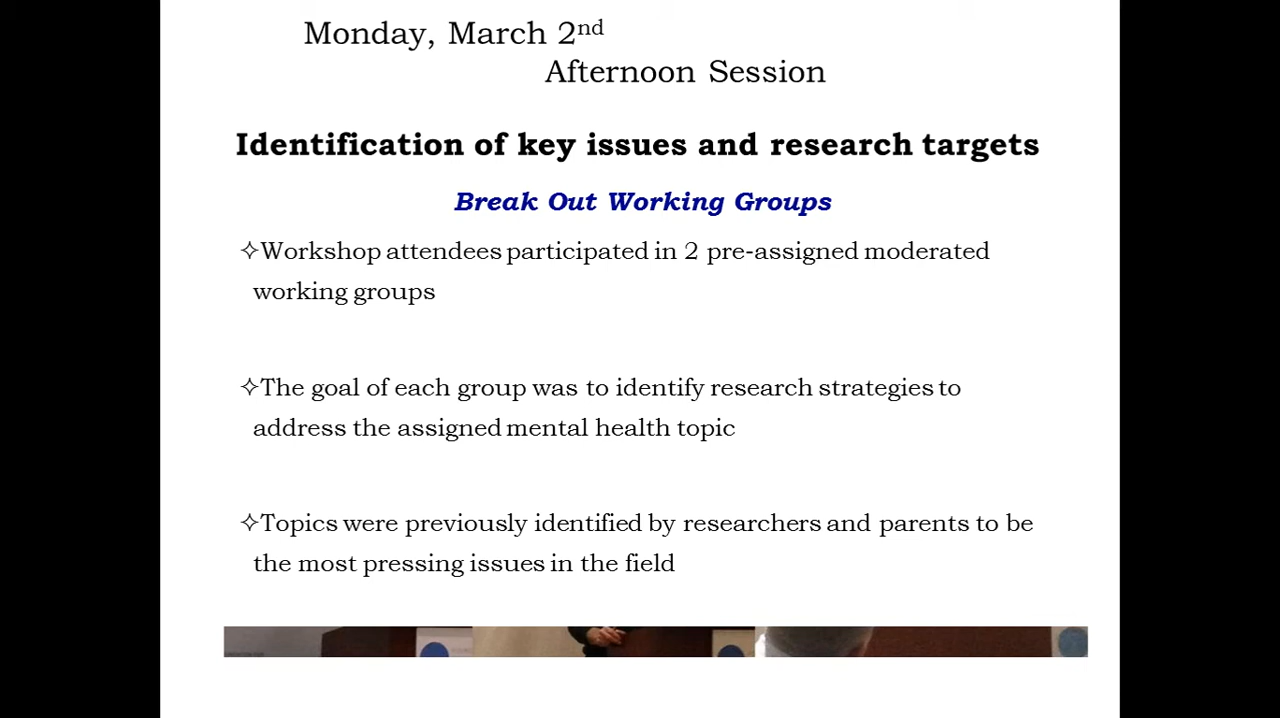 Monday, March 2nd
Afternoon Session
Identification of key issues and research targets
Break Out Working Groups
✧Workshop attendees participated in 2 pre-assigned moderated
working groups
✧The goal of each group was to identify research strategies to
address the assigned mental health topic
✧Topics were previously identified by researchers and parents to be
the most pressing issues in the field